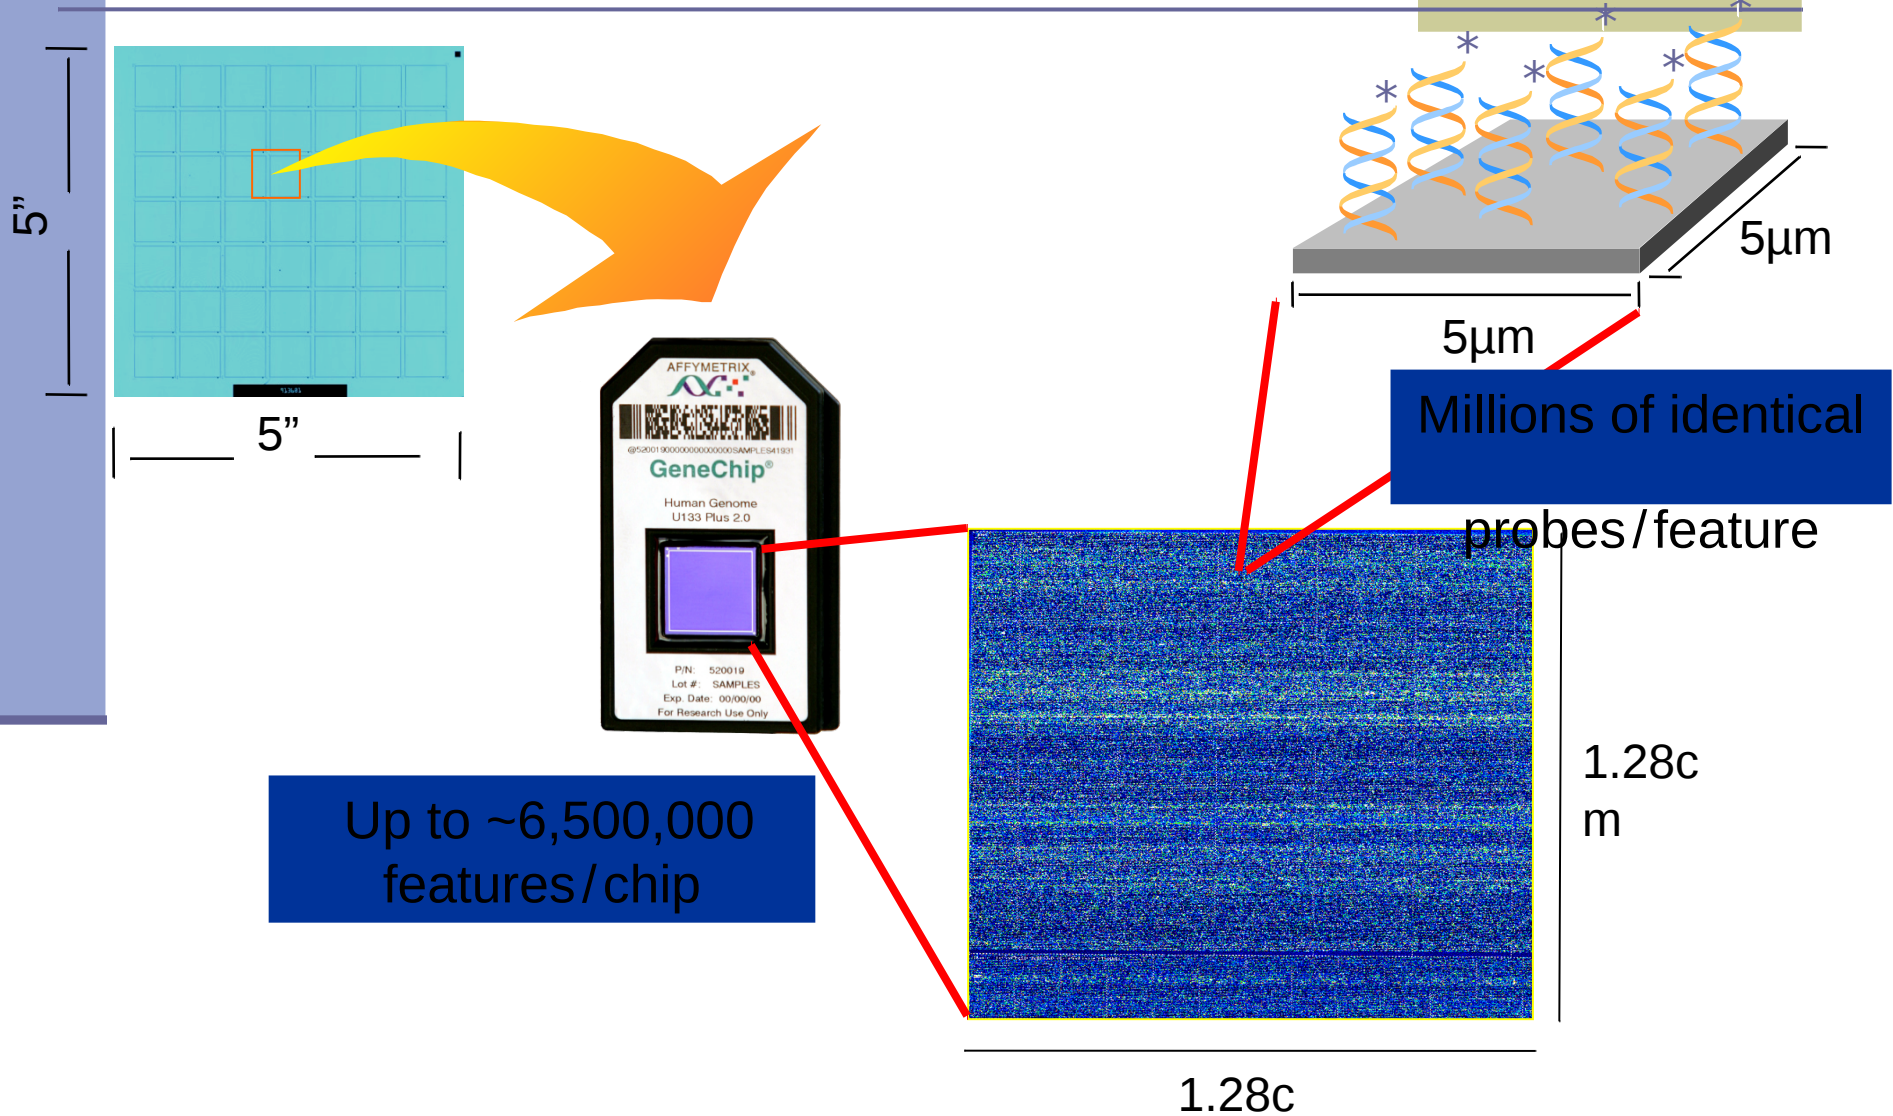 5”
5”
AFFYMETRIX®
@52001900000000000000SAMPLES41931
GeneChip®
Human Genome
U133 Plus 2.0
P/N: 520019
Lot #: SAMPLES
Exp. Date: 00/00/00
For Research Use Only
*
*
*
*
*
*
5µm
5µm
Millions of identical
probes/feature
Up to ~6,500,000
features/chip
1.28c
m
1.28c